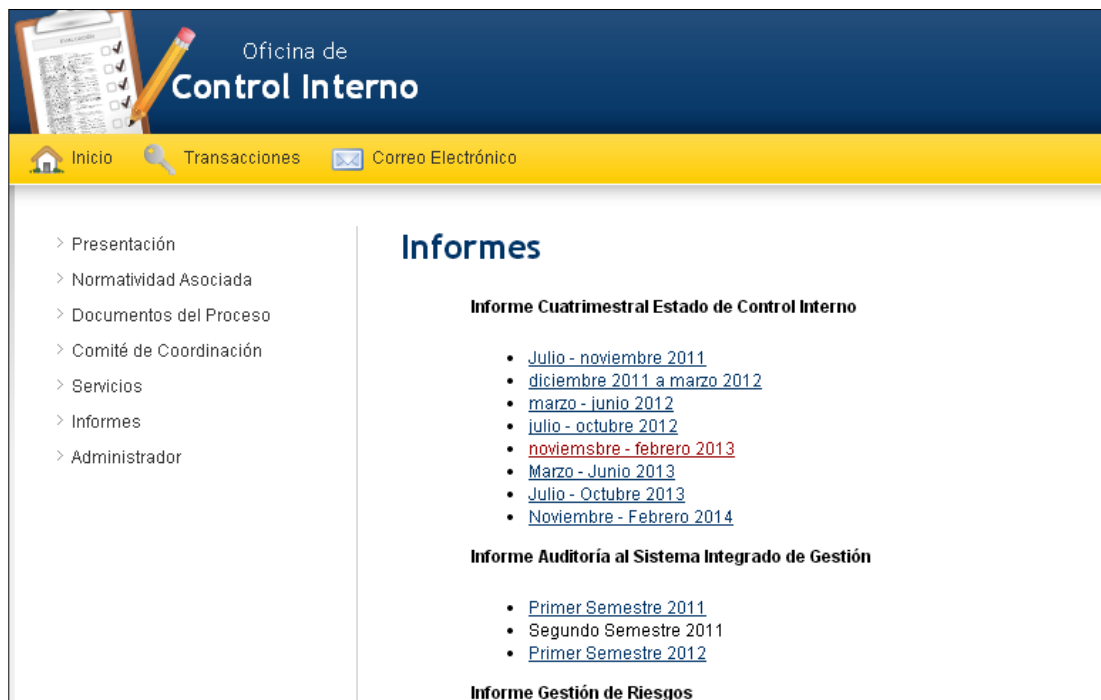 EVALUACIÓN
Oficina de
Control Interno
Inicio
Transacciones
Correo Electrónico
Presentación
Normatividad Asociada
Documentos del Proceso
Comité de Coordinación
Servicios
Informes
Administrador
Informes
Informe Cuatrimestral Estado de Control Interno
Julio - noviembre 2011
diciembre 2011 a marzo 2012
marzo - junio 2012
julio - octubre 2012
noviemsbre - febrero 2013
Marzo - Junio 2013
Julio - Octubre 2013
Noviembre - Febrero 2014
Informe Auditoría al Sistema Integrado de Gestión
Primer Semestre 2011
Segundo Semestre 2011
Primer Semestre 2012
Informe Gestión de Riesgos